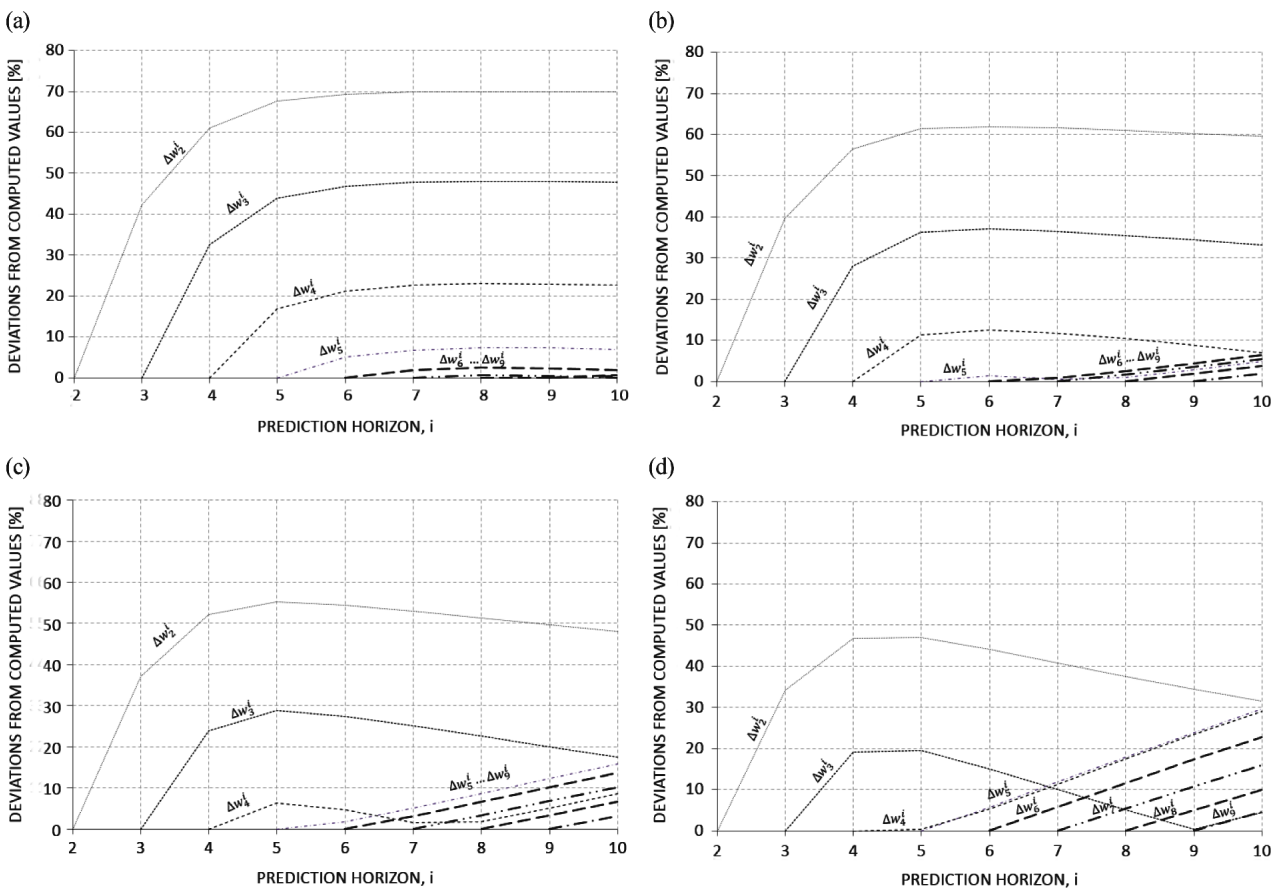 (a)
DEVIATIONS FROM COMPUTED VALUES [%]
80
70
60
50
40
30
20
10
0
Δw₂ⁱ
Δw₃ⁱ
Δw₄ⁱ
Δw₅ⁱ
Δw₆ⁱ ... Δw₉ⁱ
2 3 4 5 6 7 8 9 10
PREDICTION HORIZON, i
(b)
DEVIATIONS FROM COMPUTED VALUES [%]
80
70
60
50
40
30
20
10
0
Δw₂ⁱ
Δw₃ⁱ
Δw₄ⁱ
Δw₅ⁱ
Δw₆ⁱ ... Δw₉ⁱ
2 3 4 5 6 7 8 9 10
PREDICTION HORIZON, i
(c)
DEVIATIONS FROM COMPUTED VALUES [%]
80
70
60
50
40
30
20
10
0
Δw₂ⁱ
Δw₃ⁱ
Δw₄ⁱ
Δw₅ⁱ ... Δw₉ⁱ
2 3 4 5 6 7 8 9 10
PREDICTION HORIZON, i
(d)
DEVIATIONS FROM COMPUTED VALUES [%]
80
70
60
50
40
30
20
10
0
Δw₂ⁱ
Δw₃ⁱ
Δw₄ⁱ
Δw₅ⁱ
Δw₆ⁱ
Δw₇ⁱ
Δw₈ⁱ
Δw₉ⁱ
2 3 4 5 6 7 8 9 10
PREDICTION HORIZON, i